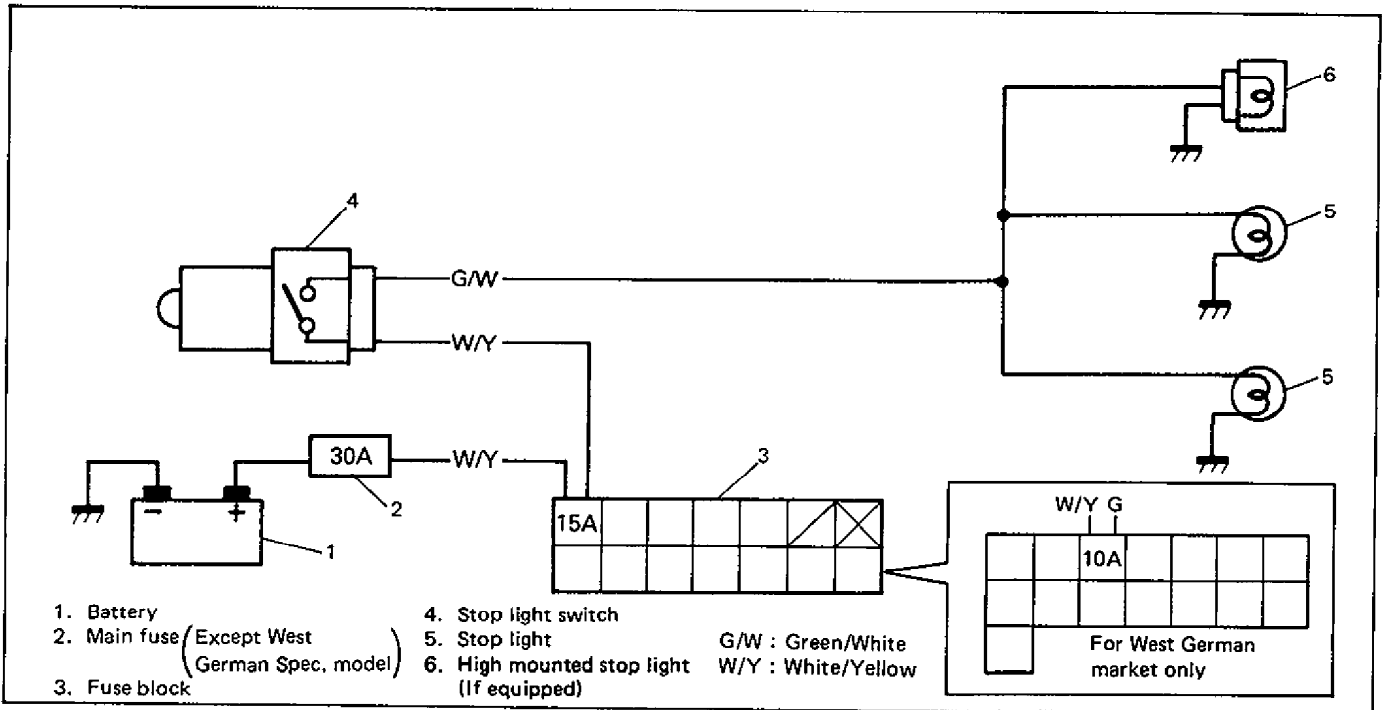 6
4
5
G/W
W/Y
5
30A
W/Y
3
2
15A
W/Y G
10A
For West German
market only
− +
1
1. Battery
2. Main fuse (Except West
German Spec, model)
3. Fuse block
4. Stop light switch
5. Stop light
6. High mounted stop light
(If equipped)
G/W : Green/White
W/Y : White/Yellow